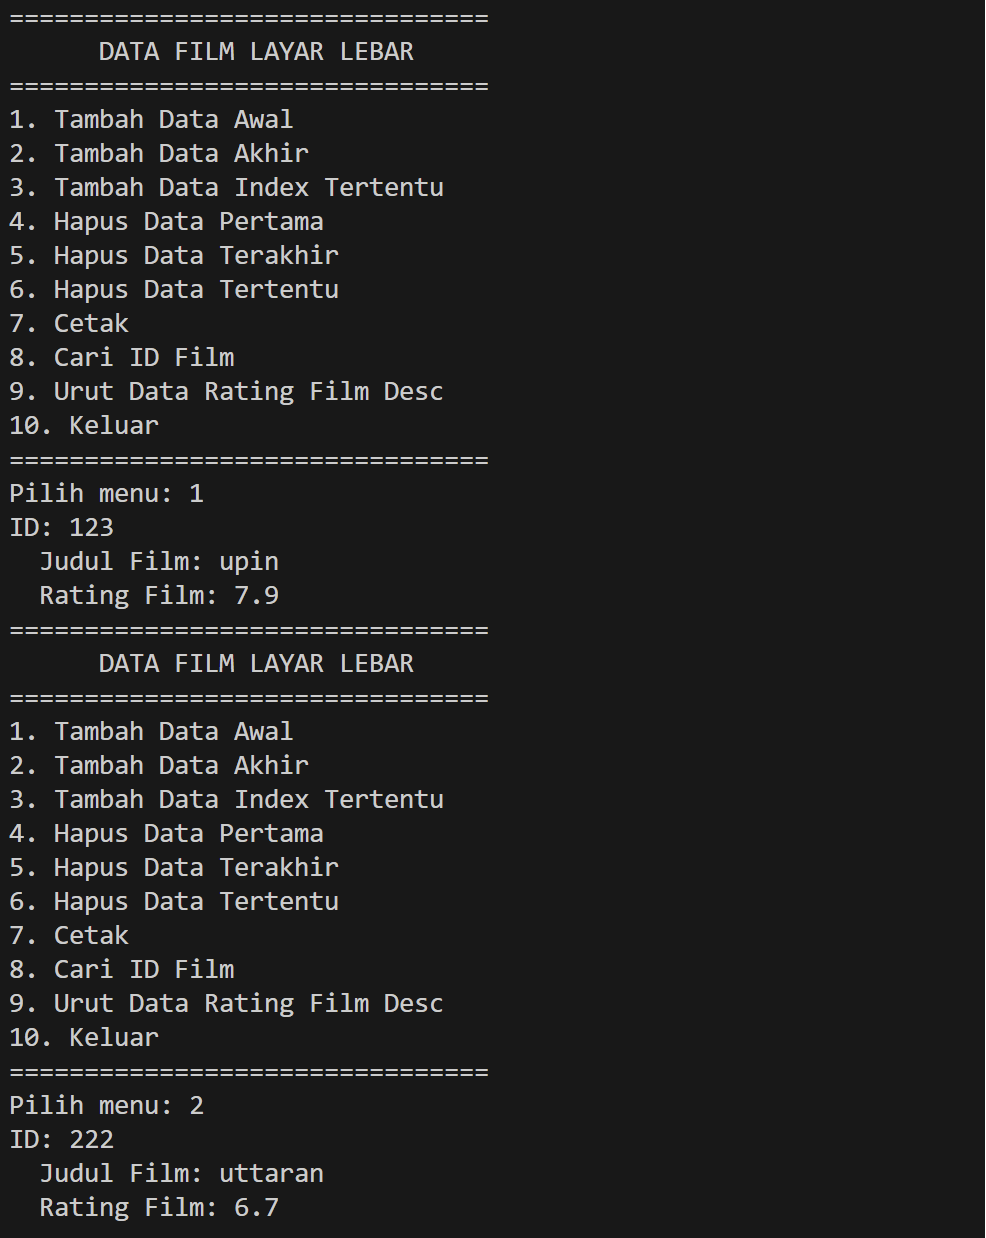 ================================
      DATA FILM LAYAR LEBAR
================================
1. Tambah Data Awal
2. Tambah Data Akhir
3. Tambah Data Index Tertentu
4. Hapus Data Pertama
5. Hapus Data Terakhir
6. Hapus Data Tertentu
7. Cetak
8. Cari ID Film
9. Urut Data Rating Film Desc
10. Keluar
================================
Pilih menu: 1
ID: 123
  Judul Film: upin
  Rating Film: 7.9
================================
      DATA FILM LAYAR LEBAR
================================
1. Tambah Data Awal
2. Tambah Data Akhir
3. Tambah Data Index Tertentu
4. Hapus Data Pertama
5. Hapus Data Terakhir
6. Hapus Data Tertentu
7. Cetak
8. Cari ID Film
9. Urut Data Rating Film Desc
10. Keluar
================================
Pilih menu: 2
ID: 222
  Judul Film: uttaran
  Rating Film: 6.7